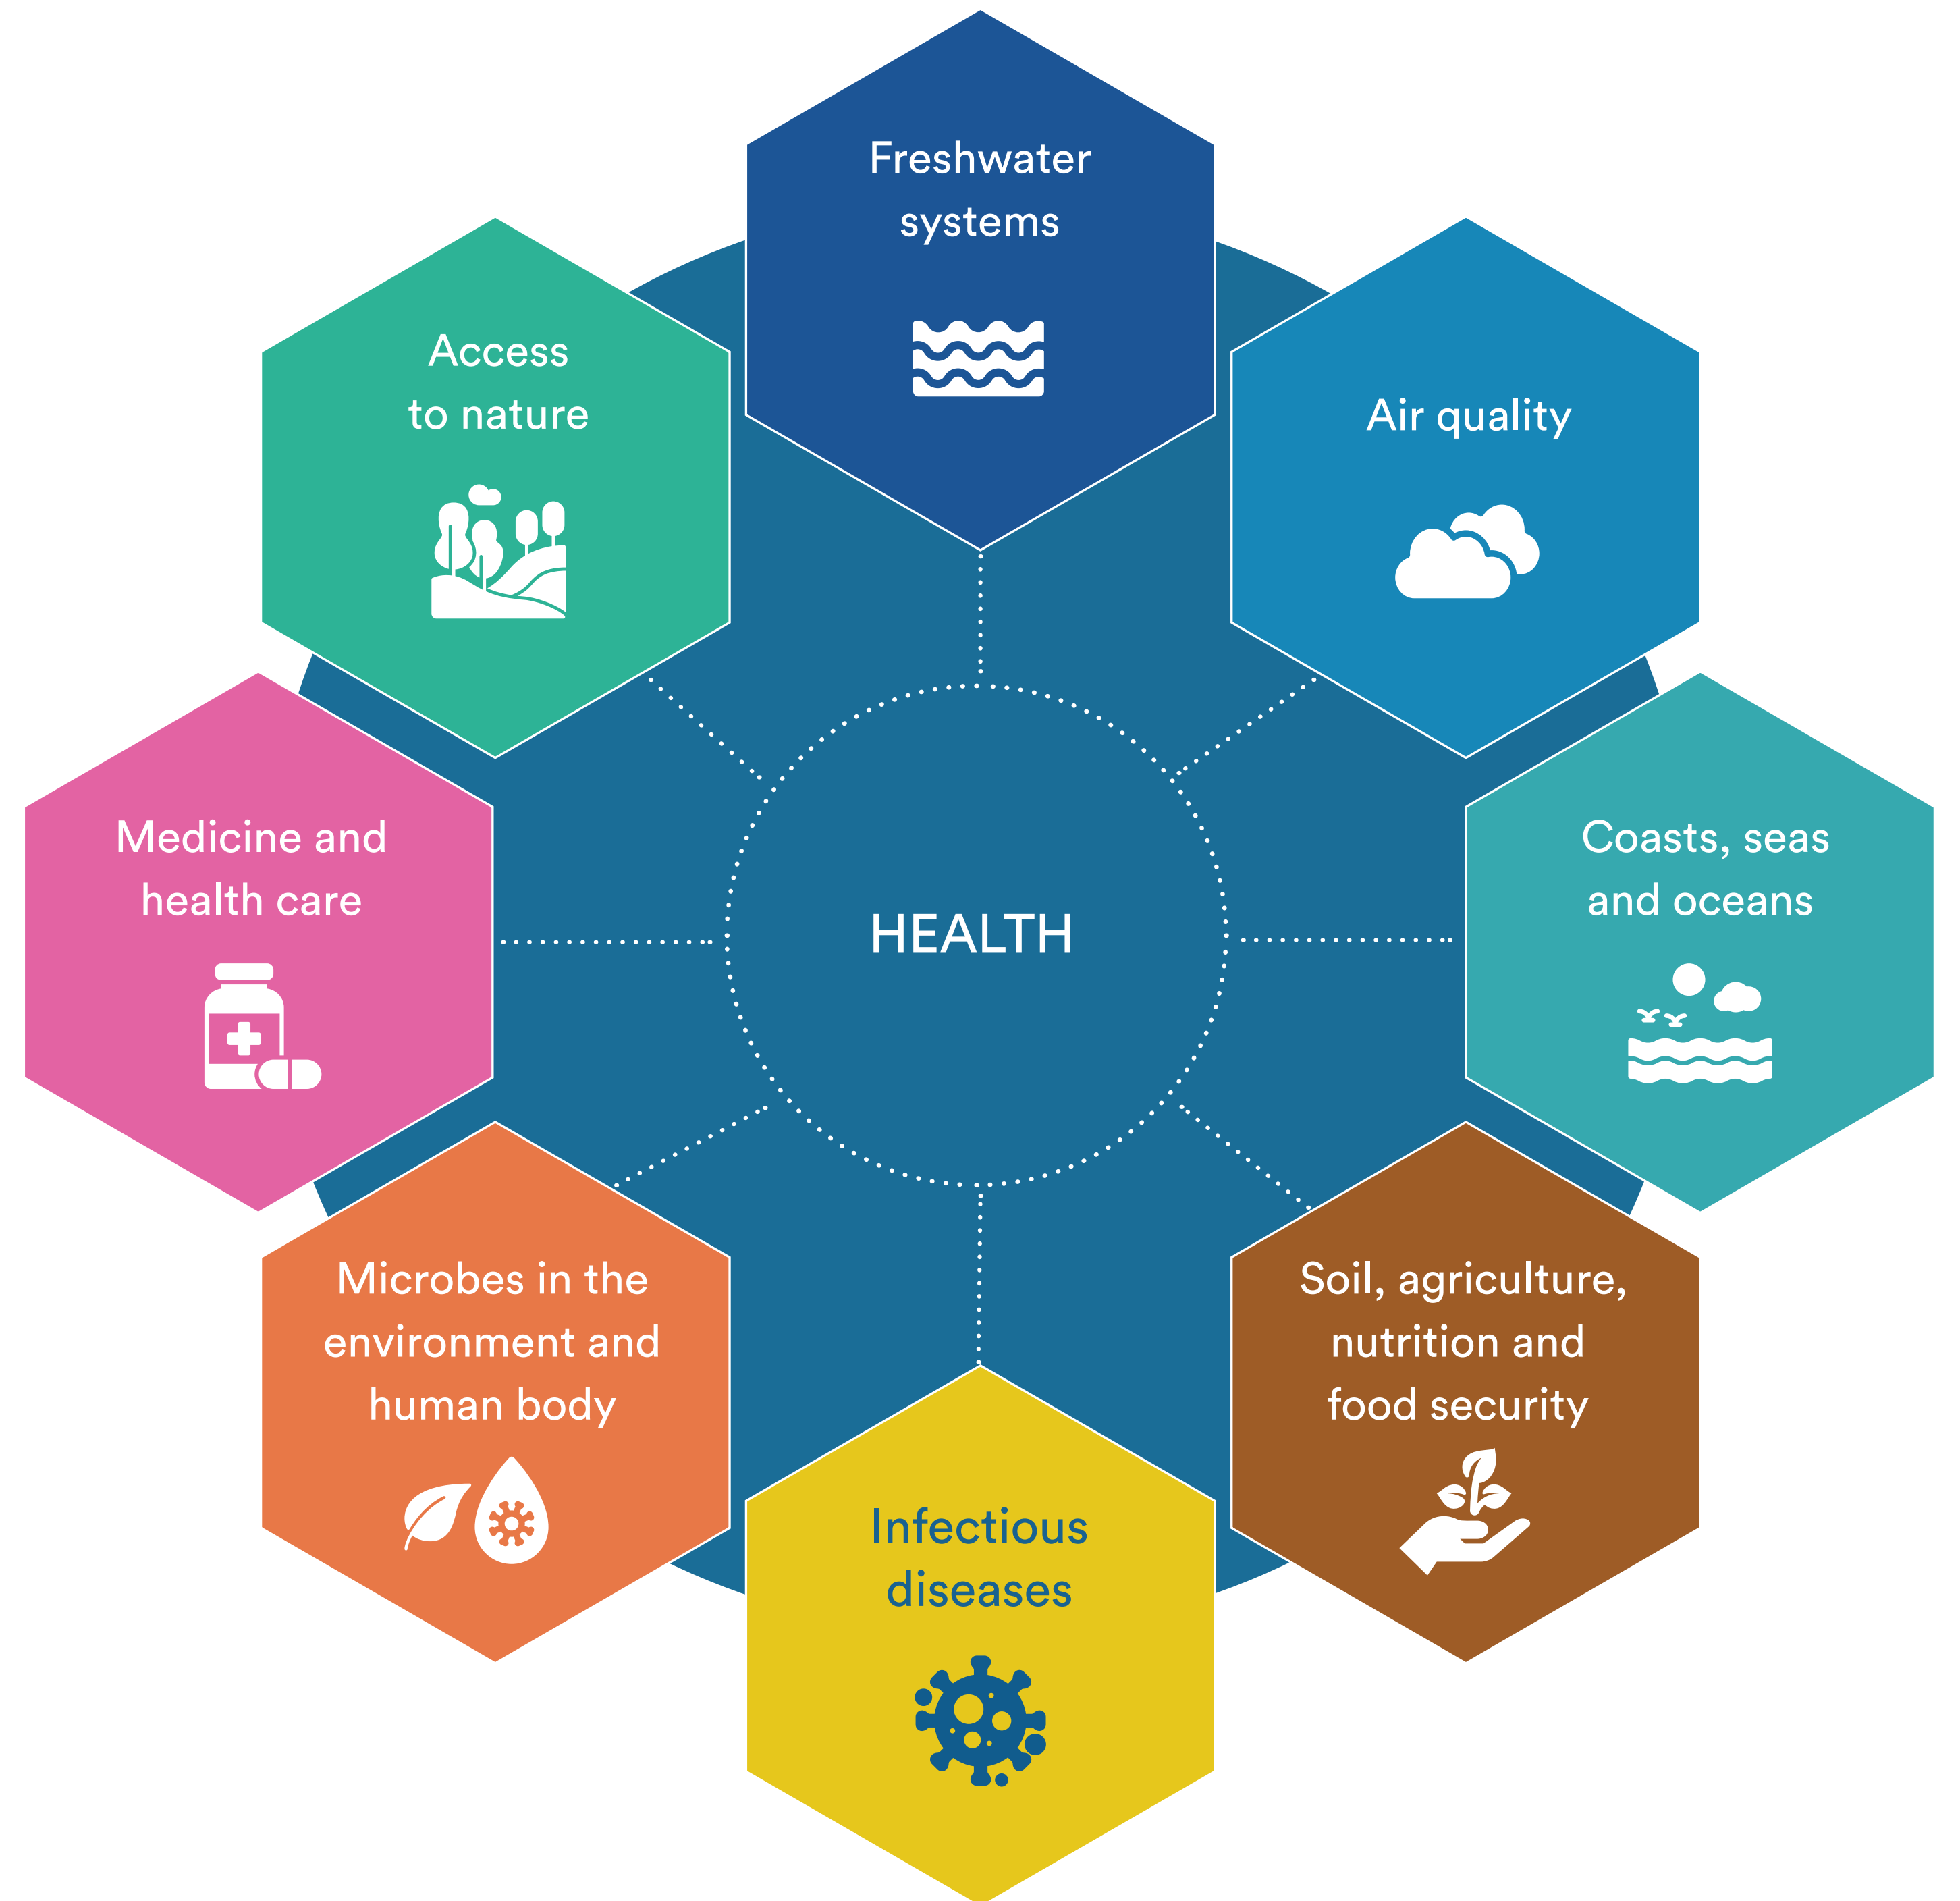 Freshwater
systems
Access
to nature
Air quality
Medicine and
health care
HEALTH
Coasts, seas
and oceans
Microbes in the
environment and
human body
Soil, agriculture,
nutrition and
food security
Infectious
diseases